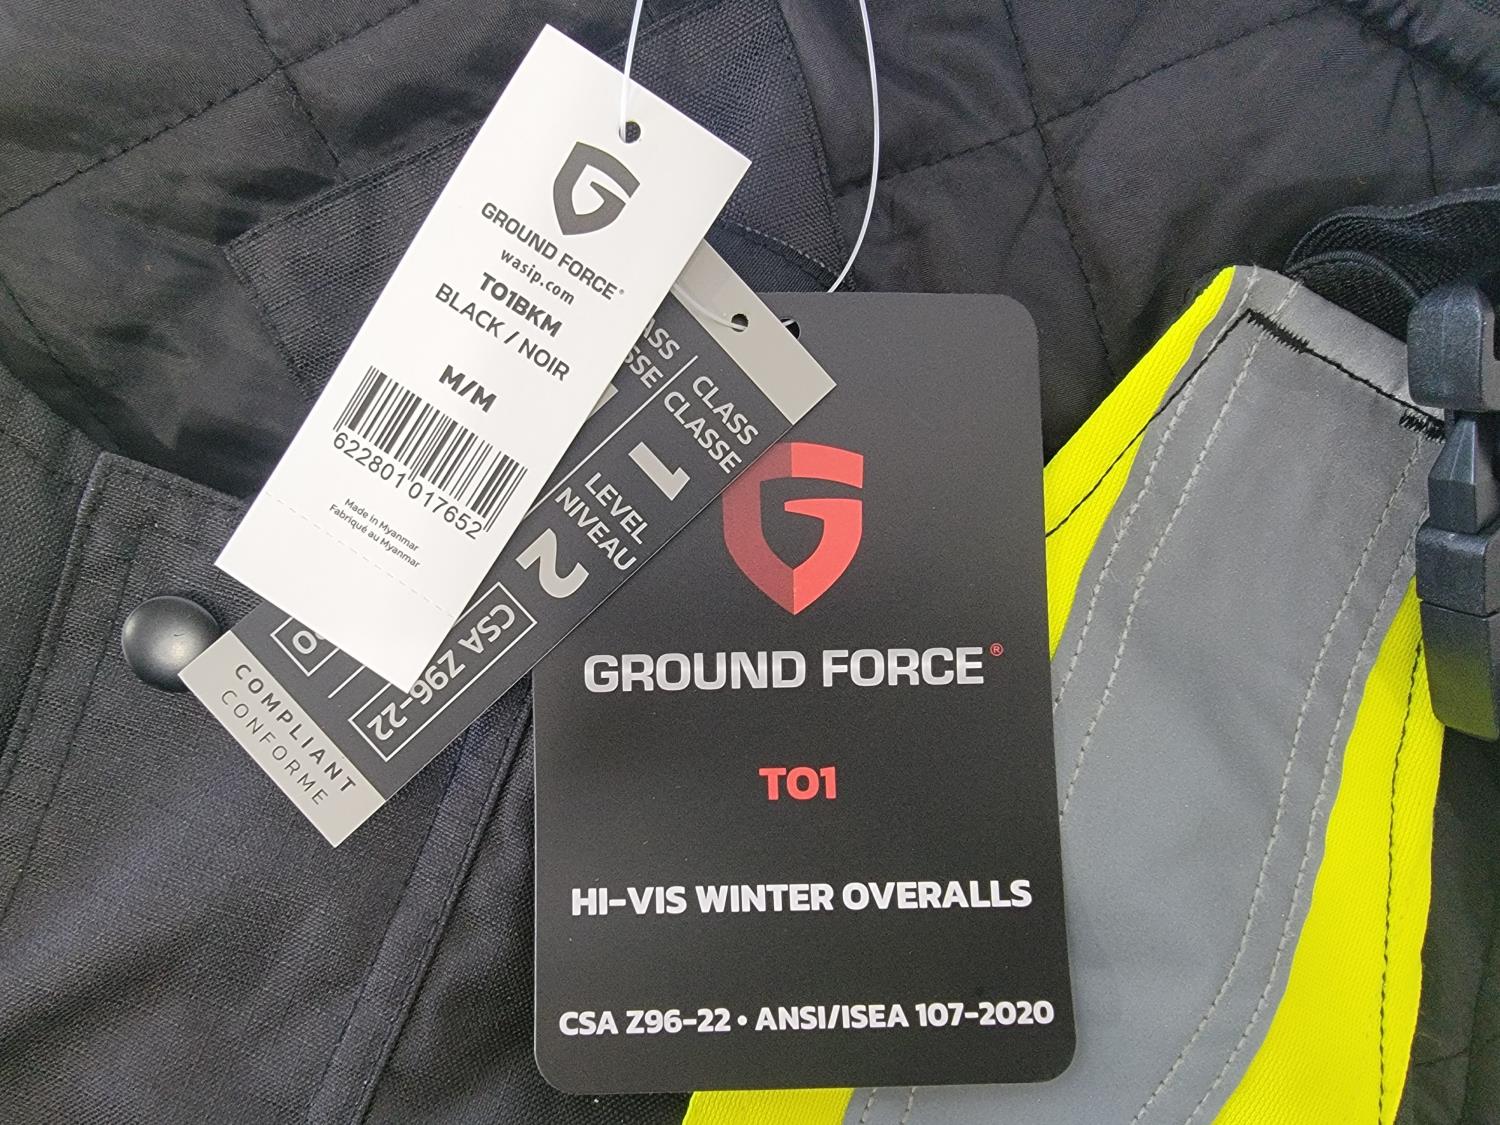 GROUND FORCE®
wasip.com
TO1BKM
BLACK / NOIR
M/M
622801017652
Made in Myanmar
Fabriqué au Myanmar
CLASS
CLASSE
1
LEVEL
NIVEAU
2
CSA Z96-22
COMPLIANT
CONFORME
GROUND FORCE®
TO1
HI-VIS WINTER OVERALLS
CSA Z96-22 • ANSI/ISEA 107-2020